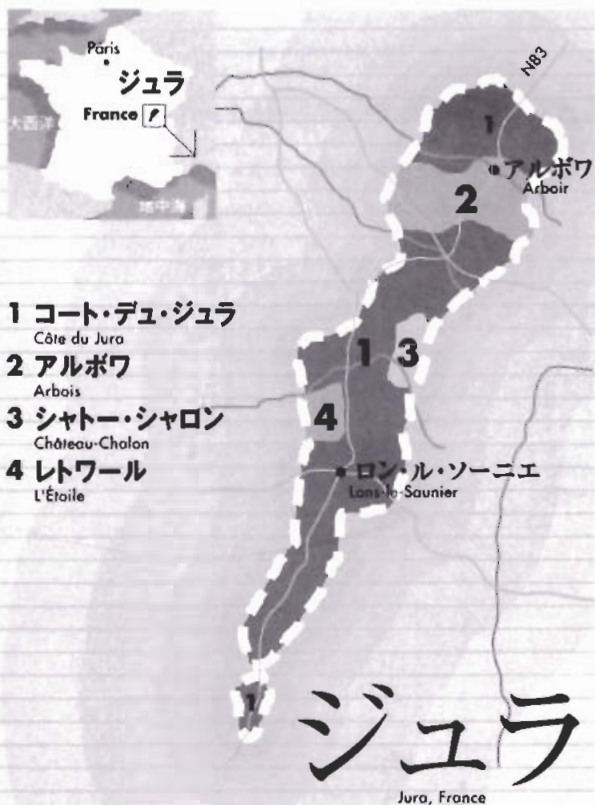 Paris
ジュラ
France
大西洋
地中海
N83
1
アルボワ
Arboir
2
1 コート・デュ・ジュラ
Côte du Jura
2 アルボワ
Arbois
3 シャトー・シャロン
Château-Chalon
4 レトワール
L'Étoile
1
3
4
ロン・ル・ソーニエ
Lons-le-Saunier
1
ジュラ
Jura, France